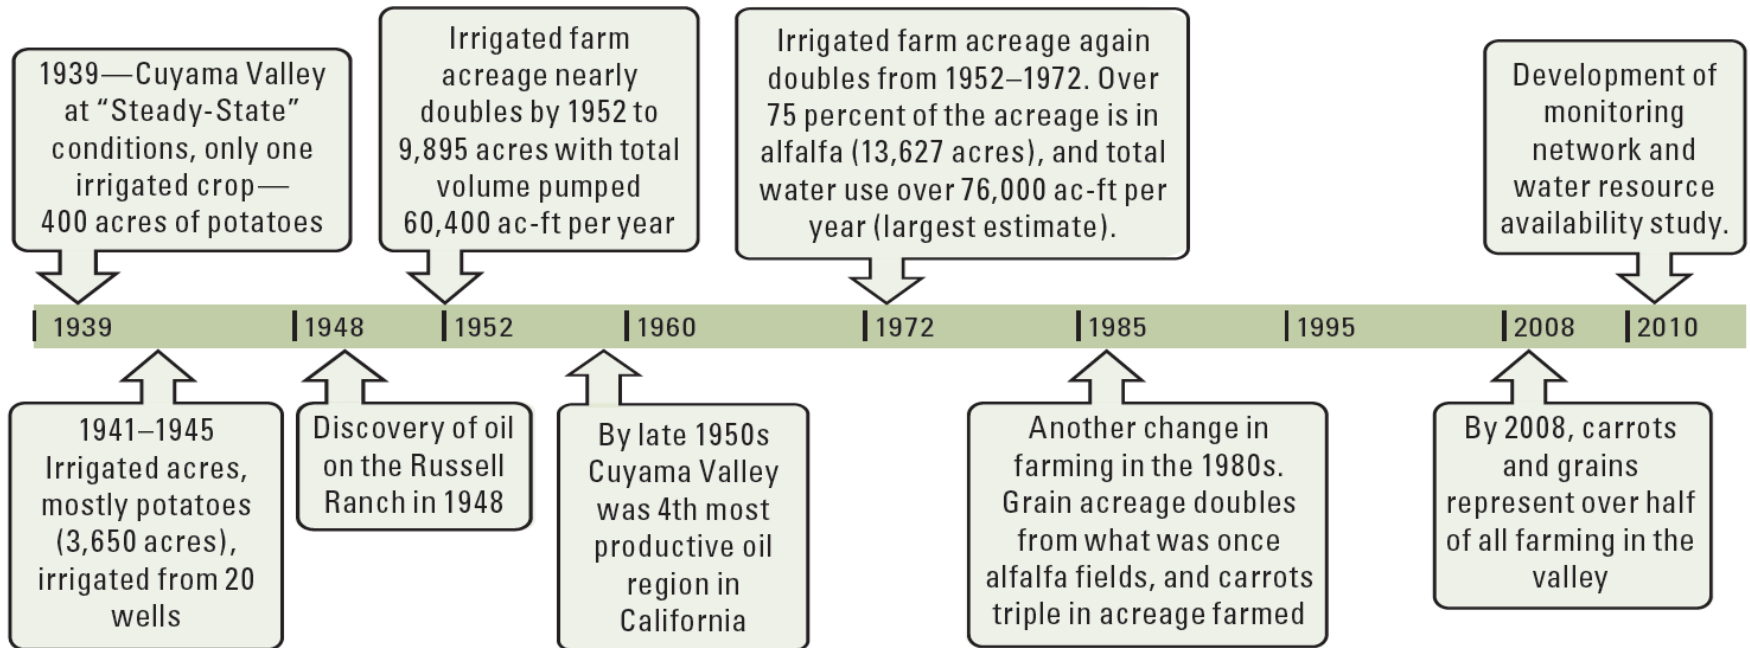 1939—Cuyama Valley
at “Steady-State”
conditions, only one
irrigated crop—
400 acres of potatoes
Irrigated farm
acreage nearly
doubles by 1952 to
9,895 acres with total
volume pumped
60,400 ac-ft per year
Irrigated farm acreage again
doubles from 1952–1972. Over
75 percent of the acreage is in
alfalfa (13,627 acres), and total
water use over 76,000 ac-ft per
year (largest estimate).
Development of
monitoring
network and
water resource
availability study.
1939
1948
1952
1960
1972
1985
1995
2008
2010
1941–1945
Irrigated acres,
mostly potatoes
(3,650 acres),
irrigated from 20
wells
Discovery of oil
on the Russell
Ranch in 1948
By late 1950s
Cuyama Valley
was 4th most
productive oil
region in
California
Another change in
farming in the 1980s.
Grain acreage doubles
from what was once
alfalfa fields, and carrots
triple in acreage farmed
By 2008, carrots
and grains
represent over half
of all farming in the
valley